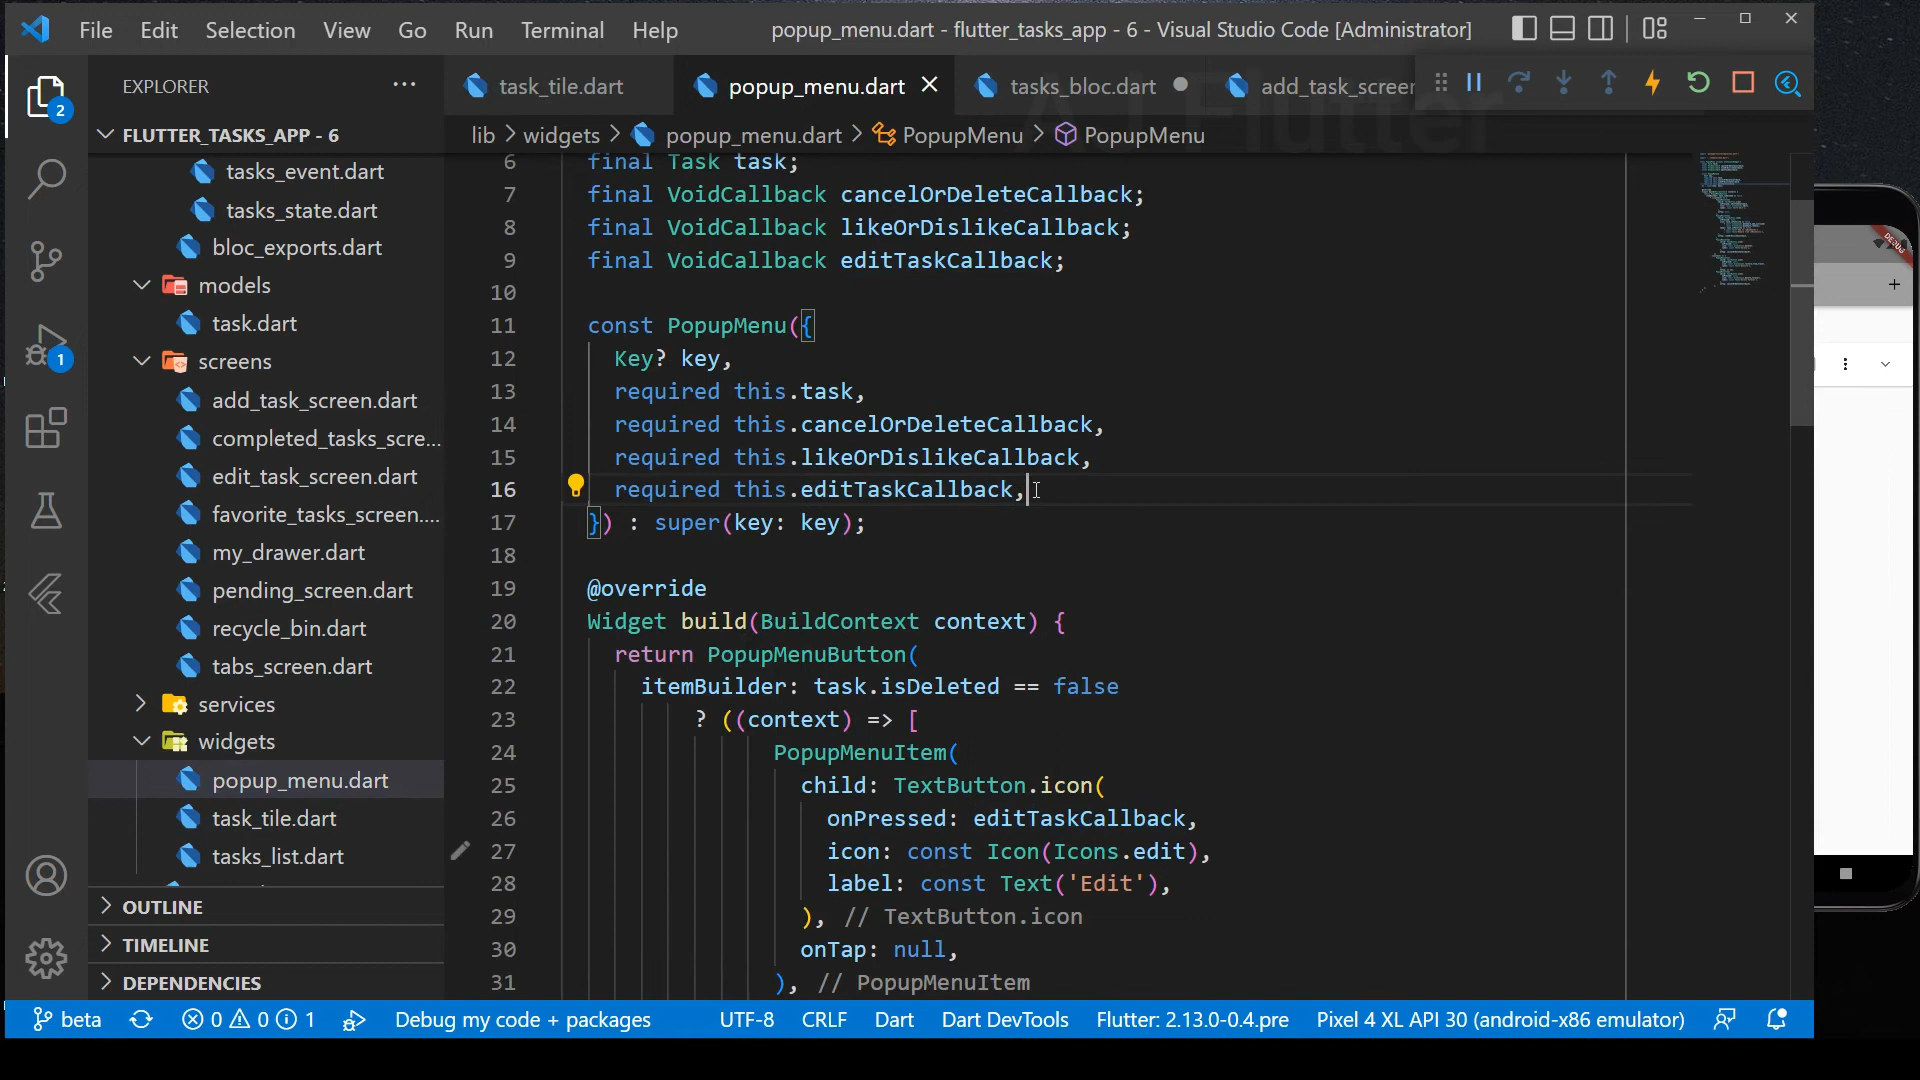 File Edit Selection View Go Run Terminal Help
popup_menu.dart - flutter_tasks_app - 6 - Visual Studio Code [Administrator]
EXPLORER
task_tile.dart
popup_menu.dart
tasks_bloc.dart
add_task_screen
A J Flutter
FLUTTER_TASKS_APP - 6
lib > widgets > popup_menu.dart > PopupMenu > PopupMenu
2
1
tasks_event.dart
tasks_state.dart
bloc_exports.dart
models
task.dart
screens
add_task_screen.dart
completed_tasks_scre...
edit_task_screen.dart
favorite_tasks_screen....
my_drawer.dart
pending_screen.dart
recycle_bin.dart
tabs_screen.dart
services
widgets
popup_menu.dart
task_tile.dart
tasks_list.dart
OUTLINE
TIMELINE
DEPENDENCIES
6 final Task task;
7 final VoidCallback cancelOrDeleteCallback;
8 final VoidCallback likeOrDislikeCallback;
9 final VoidCallback editTaskCallback;
10
11 const PopupMenu({
12 Key? key,
13 required this.task,
14 required this.cancelOrDeleteCallback,
15 required this.likeOrDislikeCallback,
16 required this.editTaskCallback,
17 }) : super(key: key);
18
19 @override
20 Widget build(BuildContext context) {
21 return PopupMenuButton(
22 itemBuilder: task.isDeleted == false
23 ? ((context) => [
24 PopupMenuItem(
25 child: TextButton.icon(
26 onPressed: editTaskCallback,
27 icon: const Icon(Icons.edit),
28 label: const Text('Edit'),
29 ), // TextButton.icon
30 onTap: null,
31 ), // PopupMenuItem
DEBUG
beta 0 0 1 Debug my code + packages UTF-8 CRLF Dart Dart DevTools Flutter: 2.13.0-0.4.pre Pixel 4 XL API 30 (android-x86 emulator)